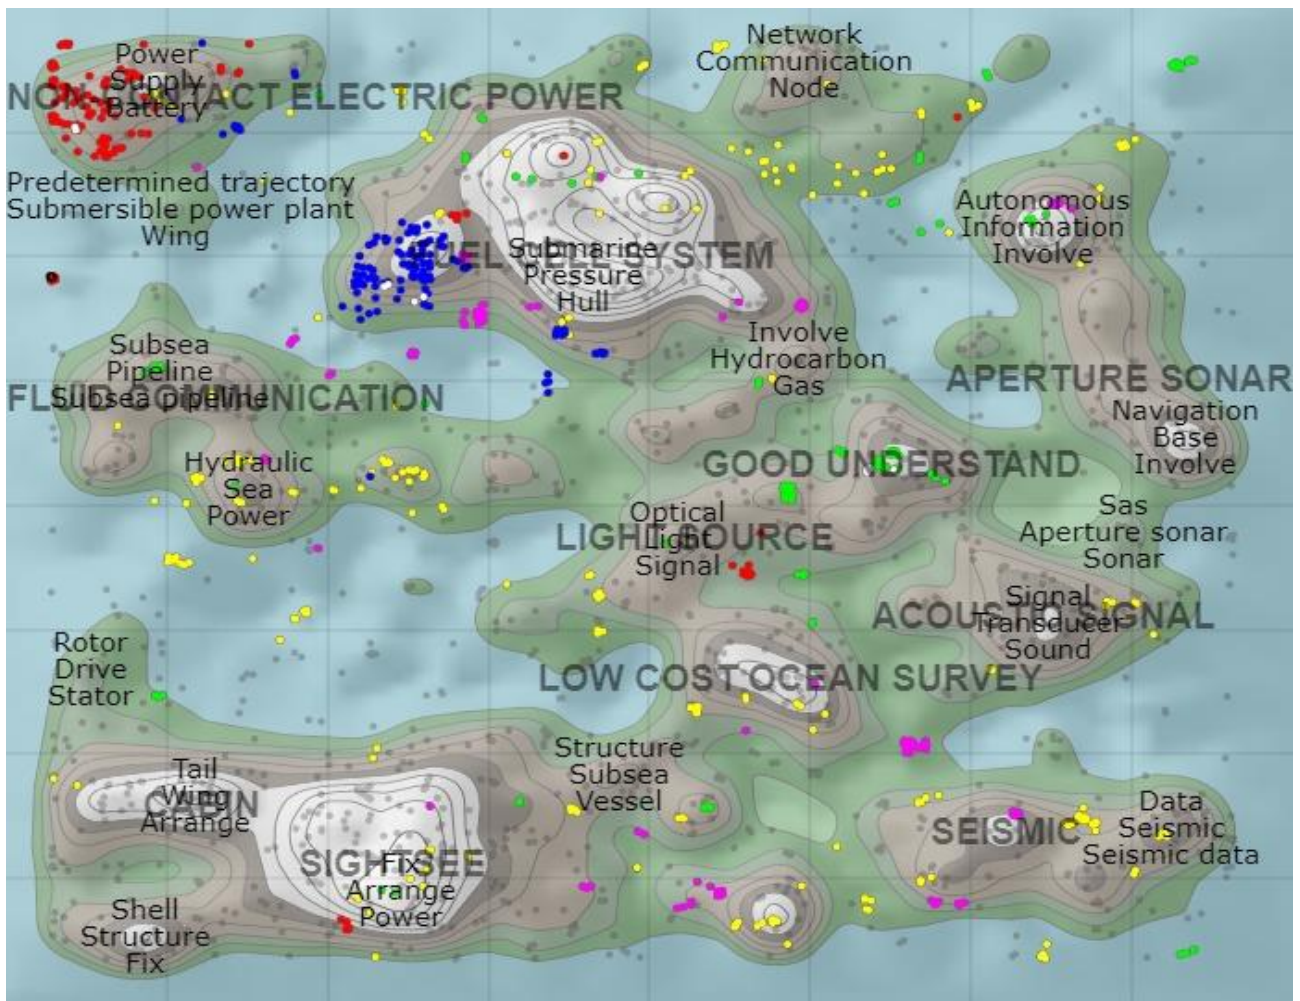 Power
Supply
Battery
NON CONTACT ELECTRIC POWER
Network
Communication
Node
Predetermined trajectory
Submersible power plant
Wing
Autonomous
Information
Involve
FUEL CELL SYSTEM
Submarine
Pressure
Hull
Involve
Hydrocarbon
Gas
Subsea
Pipeline
Subsea pipeline
FLUID COMMUNICATION
APERTURE SONAR
Navigation
Base
Involve
Hydraulic
Sea
Power
GOOD UNDERSTAND
Optical
Light
Signal
LIGHT SOURCE
Sas
Aperture sonar
Sonar
Signal
Transducer
Sound
ACOUSTIC SIGNAL
Rotor
Drive
Stator
LOW COST OCEAN SURVEY
Structure
Subsea
Vessel
Tail
Wing
Arrange
CABIN
SIGHTSEE
Fix
Arrange
Power
SEISMIC
Data
Seismic
Seismic data
Shell
Structure
Fix